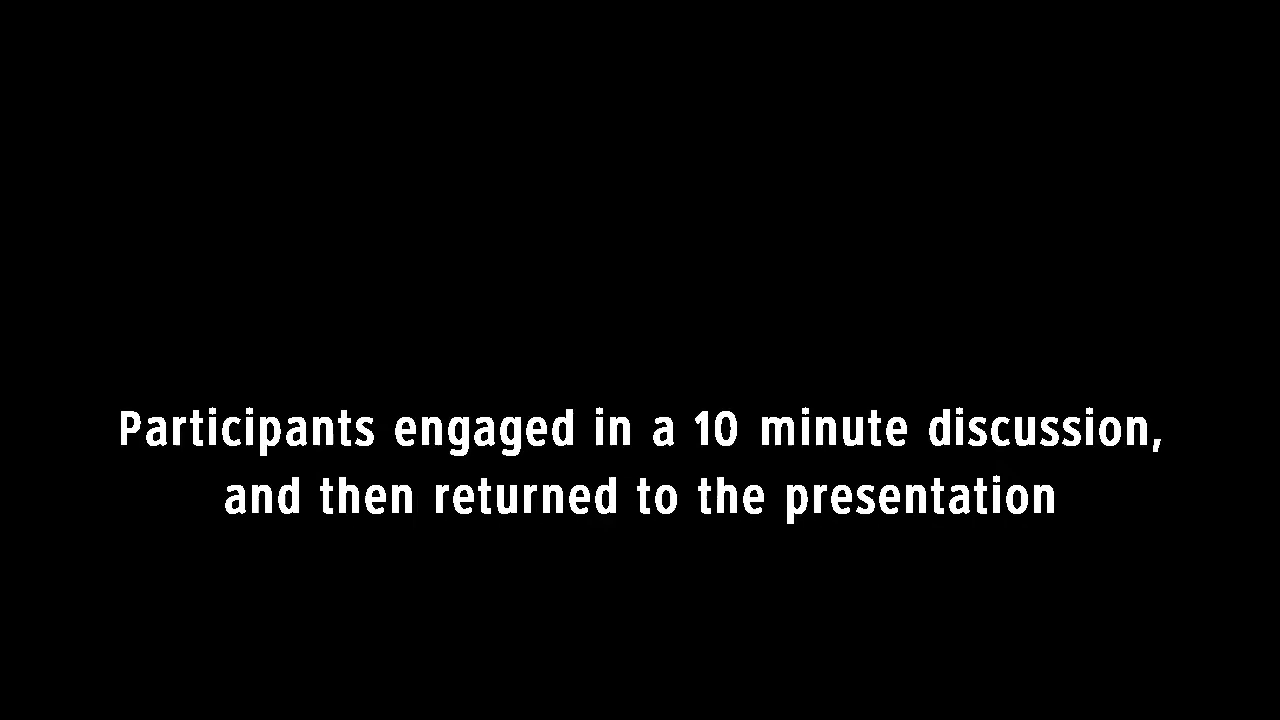 Participants engaged in a 10 minute discussion,
and then returned to the presentation